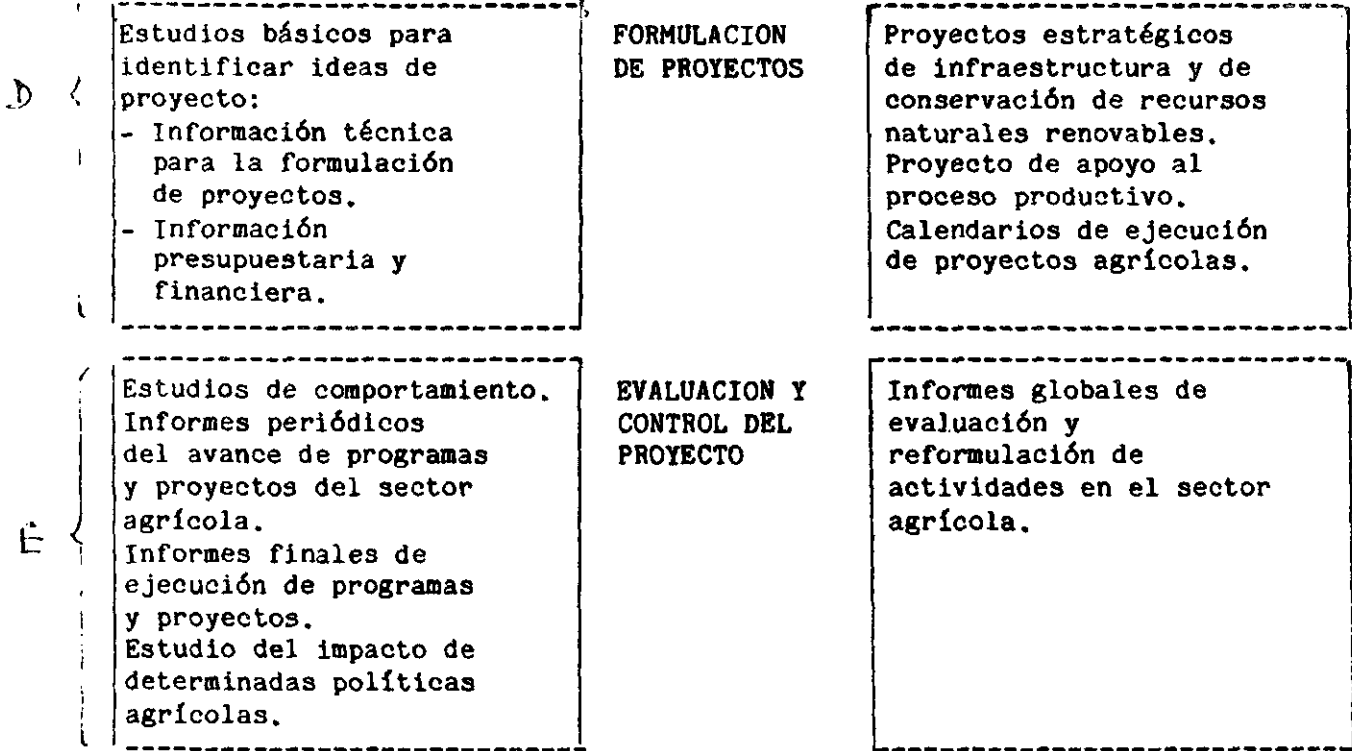 D
Estudios básicos para
identificar ideas de
proyecto:
- Información técnica
para la formulación
de proyectos.
- Información
presupuestaria y
financiera.
FORMULACION
DE PROYECTOS
Proyectos estratégicos
de infraestructura y de
conservación de recursos
naturales renovables.
Proyecto de apoyo al
proceso productivo.
Calendarios de ejecución
de proyectos agrícolas.
E
Estudios de comportamiento.
Informes periódicos
del avance de programas
y proyectos del sector
agrícola.
Informes finales de
ejecución de programas
y proyectos.
Estudio del impacto de
determinadas políticas
agrícolas.
EVALUACION Y
CONTROL DEL
PROYECTO
Informes globales de
evaluación y
reformulación de
actividades en el sector
agrícola.